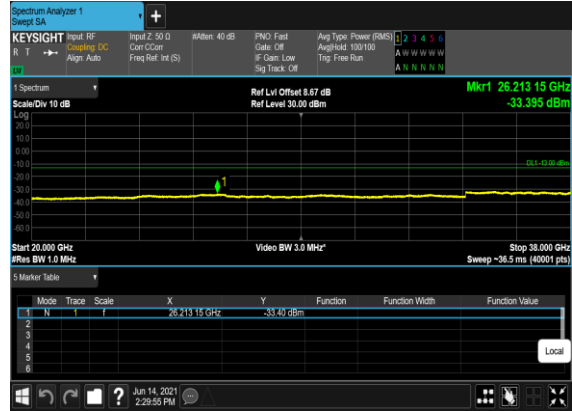 Spectrum Analyzer 1
Swept SA
+
KEYSIGHT Input: RF Input Z: 50 Ω #Atten: 40 dB PNO: Fast Avg Type: Power (RMS) 1 2 3 4 5 6
R T Coupling: DC Corr CCorr Gate: Off Avg|Hold: 100/100 A W W W W W
Align: Auto Freq Ref: Int (S) IF Gain: Low Trig: Free Run
Sig Track: Off A N N N N N
LW
1 Spectrum Ref Lvl Offset 8.67 dB Mkr1 26.213 15 GHz
Scale/Div 10 dB Ref Level 30.00 dBm -33.395 dBm
Log
20.0
10.0
0.00
-10.0 DL1 -13.00 dBm
-20.0
-30.0 1
-40.0
-50.0
-60.0
Start 20.000 GHz Video BW 3.0 MHz* Stop 38.000 GHz
#Res BW 1.0 MHz Sweep ~36.5 ms (40001 pts)
5 Marker Table
Mode Trace Scale X Y Function Function Width Function Value
1 N 1 f 26.213 15 GHz -33.40 dBm
2
3
4
5
6
Local
? Jun 14, 2021
2:29:55 PM